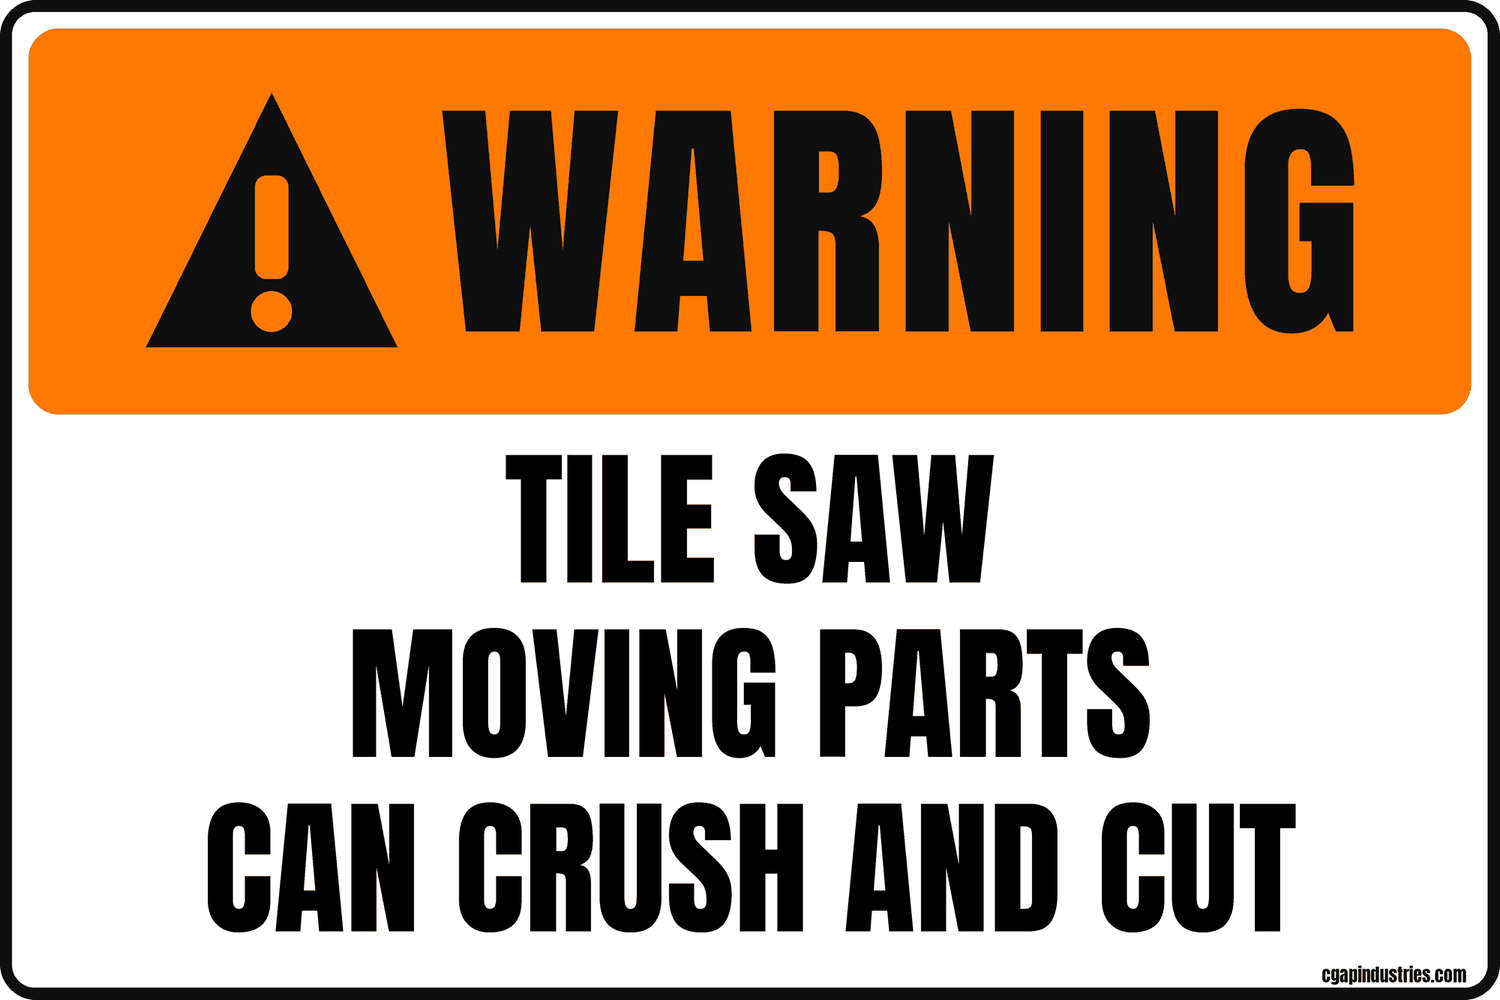 WARNING
TILE SAW
MOVING PARTS
CAN CRUSH AND CUT
cgapindustries.com